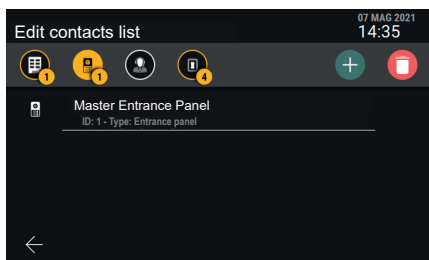 07 MAG 2021
Edit contacts list
14:35
1
1
4
Master Entrance Panel
ID: 1 - Type: Entrance panel